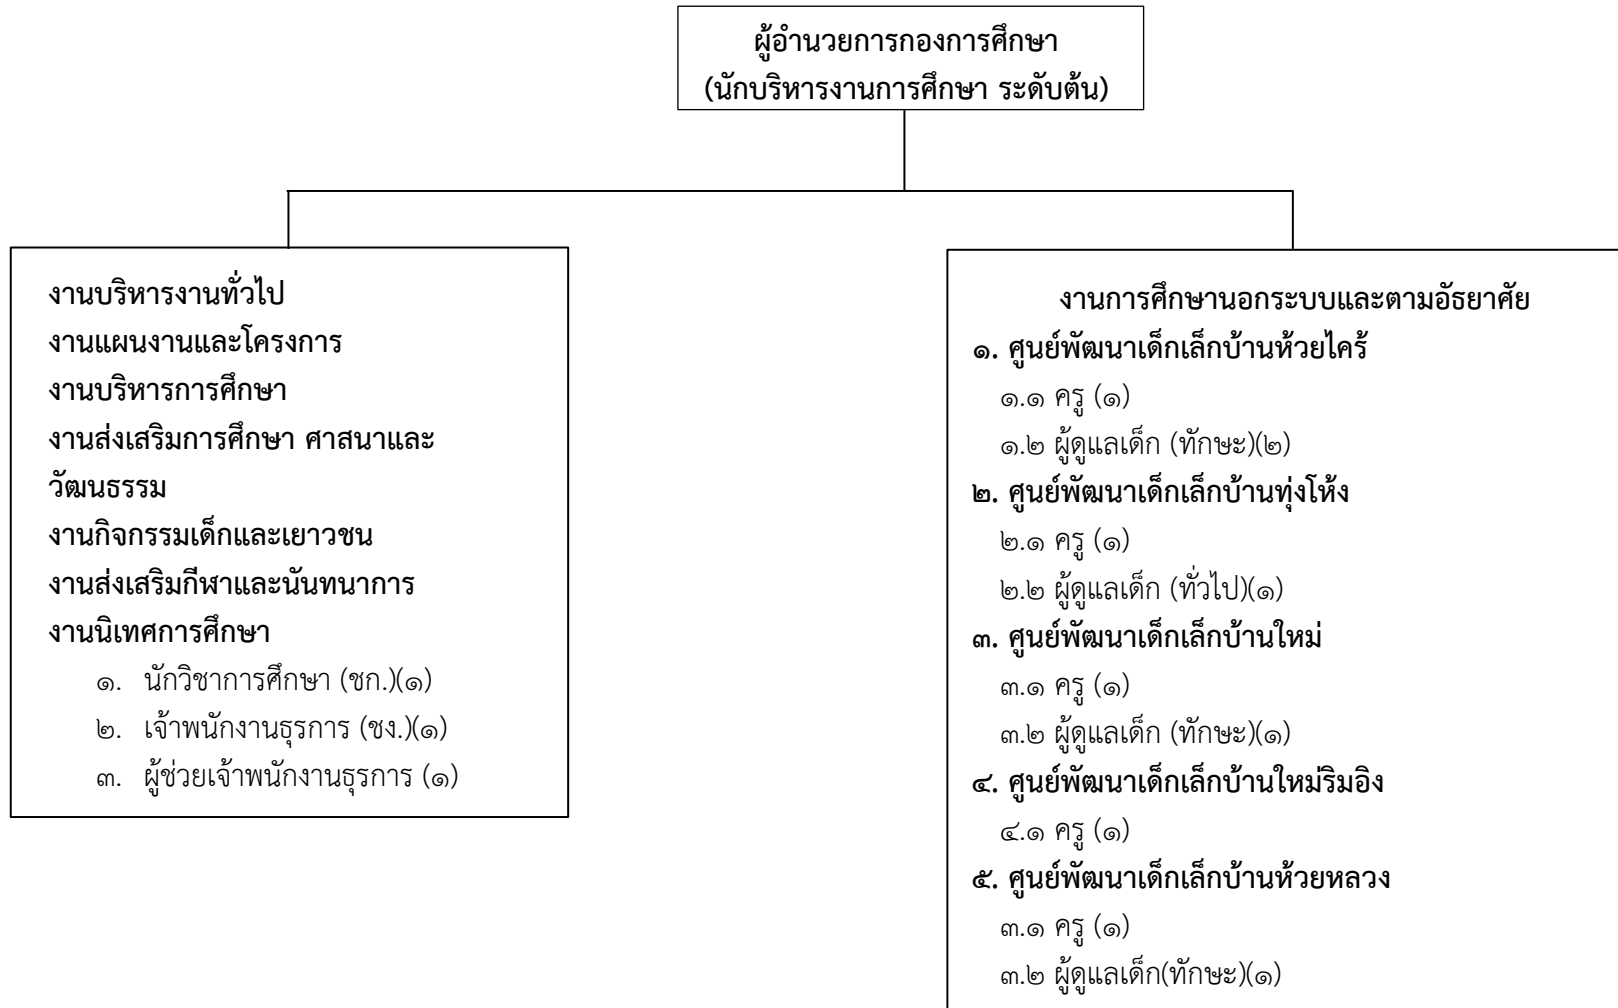 ผู้อำนวยการกองการศึกษา
(นักบริหารงานการศึกษา ระดับต้น)
งานบริหารงานทั่วไป
งานแผนงานและโครงการ
งานบริหารการศึกษา
งานส่งเสริมการศึกษา ศาสนาและ
วัฒนธรรม
งานกิจกรรมเด็กและเยาวชน
งานส่งเสริมกีฬาและนันทนาการ
งานนิเทศการศึกษา
๑. นักวิชาการศึกษา (ชก.)(๑)
๒. เจ้าพนักงานธุรการ (ชง.)(๑)
๓. ผู้ช่วยเจ้าพนักงานธุรการ (๑)
งานการศึกษานอกระบบและตามอัธยาศัย
๑. ศูนย์พัฒนาเด็กเล็กบ้านห้วยไคร้
๑.๑ ครู (๑)
๑.๒ ผู้ดูแลเด็ก (ทักษะ)(๒)
๒. ศูนย์พัฒนาเด็กเล็กบ้านทุ่งโห้ง
๒.๑ ครู (๑)
๒.๒ ผู้ดูแลเด็ก (ทั่วไป)(๑)
๓. ศูนย์พัฒนาเด็กเล็กบ้านใหม่
๓.๑ ครู (๑)
๓.๒ ผู้ดูแลเด็ก (ทักษะ)(๑)
๔. ศูนย์พัฒนาเด็กเล็กบ้านใหม่ริมอิง
๔.๑ ครู (๑)
๕. ศูนย์พัฒนาเด็กเล็กบ้านห้วยหลวง
๓.๑ ครู (๑)
๓.๒ ผู้ดูแลเด็ก(ทักษะ)(๑)